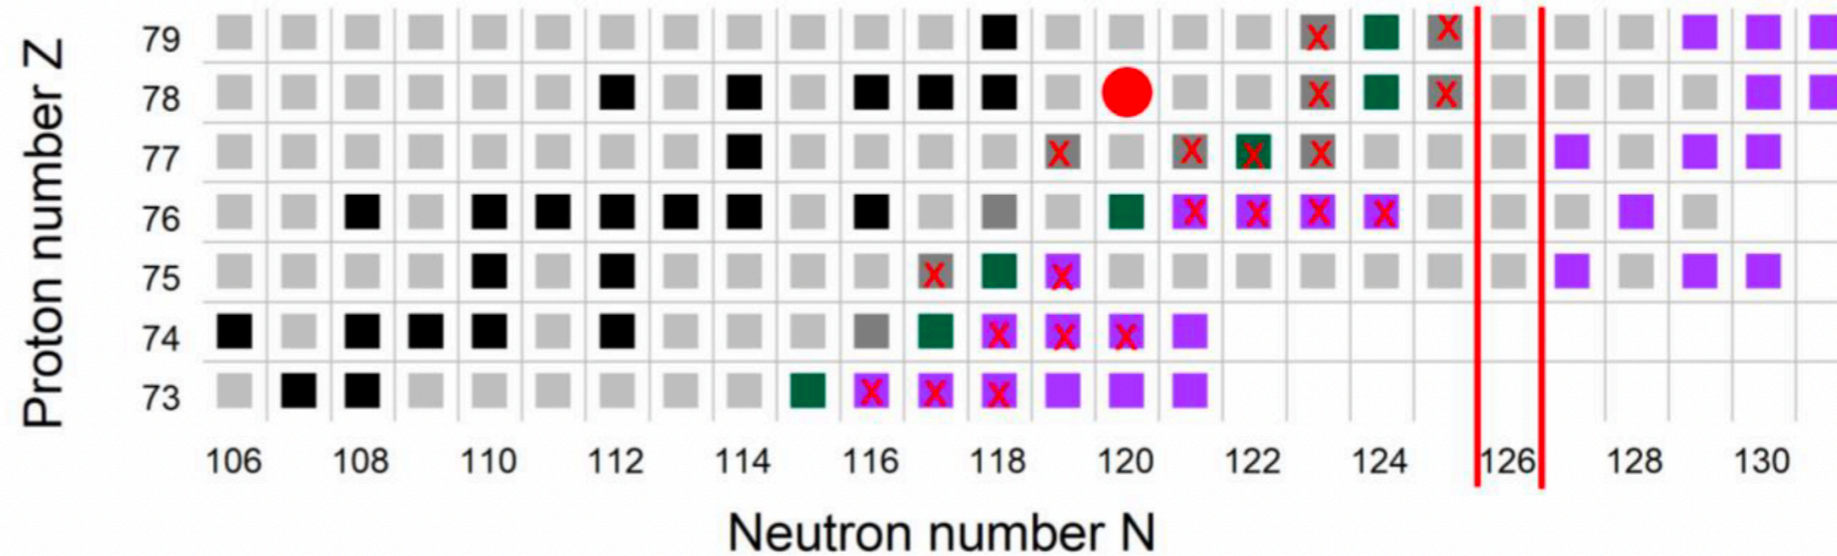 Proton number Z
79 X X
78 X X
77 X X X X
76 X X X X
75 X X
74 X X X
73 X X X
106 108 110 112 114 116 118 120 122 124 126 128 130
Neutron number N